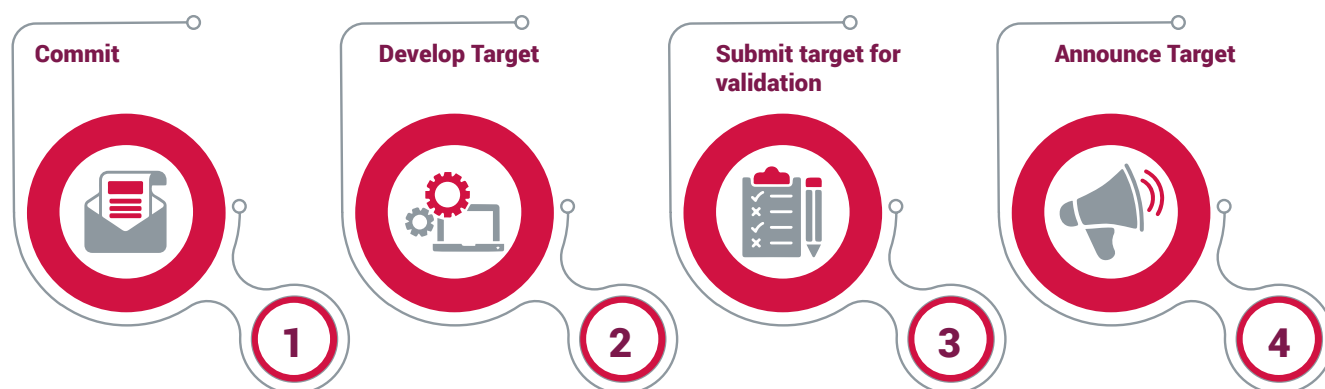 Commit
1
Develop Target
2
Submit target for
validation
3
Announce Target
4